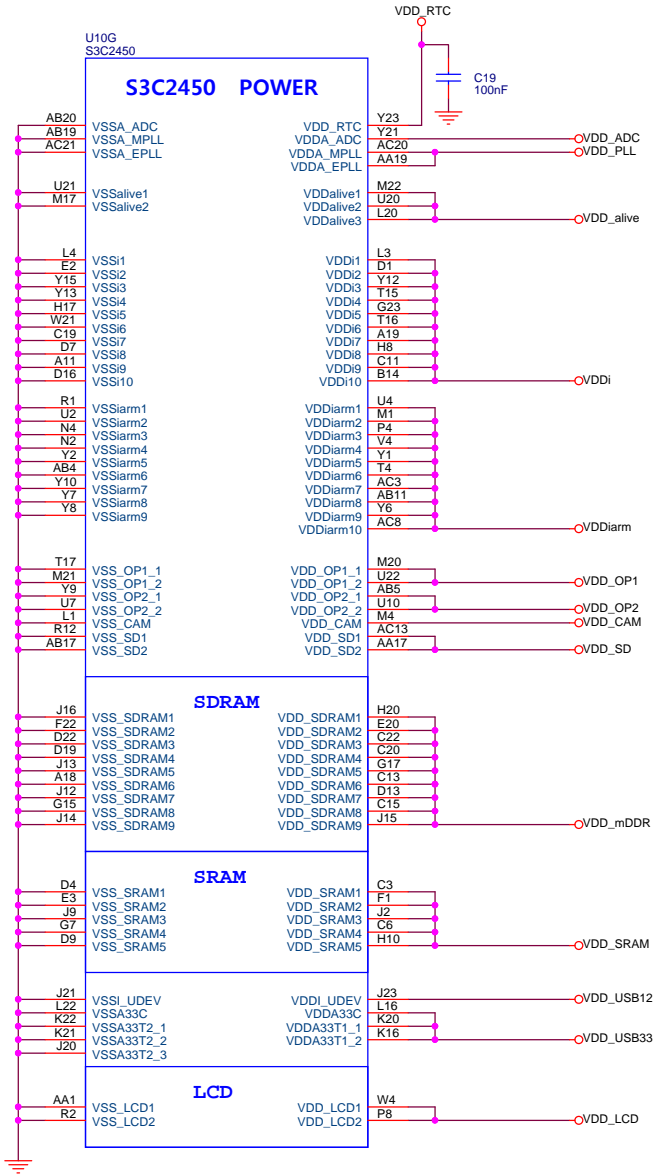 VDD_RTC
U10G
S3C2450
C19
100nF
S3C2450 POWER
AB20 VSSA_ADC VDD_RTC Y23
AB19 VSSA_MPLL VDDA_ADC Y21 VDD_ADC
AC21 VSSA_EPLL VDDA_MPLL AC20 VDD_PLL
VDDA_EPLL AA19
U21 VSSalive1 VDDalive1 M22
M17 VSSalive2 VDDalive2 U20
VDDalive3 L20 VDD_alive
L4 VSSi1 VDDi1 L3
E2 VSSi2 VDDi2 D1
Y15 VSSi3 VDDi3 Y12
Y13 VSSi4 VDDi4 T15
H17 VSSi5 VDDi5 G23
W21 VSSi6 VDDi6 T16
C19 VSSi7 VDDi7 A19
D7 VSSi8 VDDi8 H8
A11 VSSi9 VDDi9 C11
D16 VSSi10 VDDi10 B14 VDDi
R1 VSSiarm1 VDDiarm1 U4
U2 VSSiarm2 VDDiarm2 M1
N4 VSSiarm3 VDDiarm3 P4
N2 VSSiarm4 VDDiarm4 V4
Y2 VSSiarm5 VDDiarm5 Y1
AB4 VSSiarm6 VDDiarm6 T4
Y10 VSSiarm7 VDDiarm7 AC3
Y7 VSSiarm8 VDDiarm8 AB11
Y8 VSSiarm9 VDDiarm9 Y6
VDDiarm10 AC8 VDDiarm
T17 VSS_OP1_1 VDD_OP1_1 M20
M21 VSS_OP1_2 VDD_OP1_2 U22 VDD_OP1
Y9 VSS_OP2_1 VDD_OP2_1 AB5
U7 VSS_OP2_2 VDD_OP2_2 U10 VDD_OP2
L1 VSS_CAM VDD_CAM M4 VDD_CAM
R12 VSS_SD1 VDD_SD1 AC13
AB17 VSS_SD2 VDD_SD2 AA17 VDD_SD
SDRAM
J16 VSS_SDRAM1 VDD_SDRAM1 H20
F22 VSS_SDRAM2 VDD_SDRAM2 E20
D22 VSS_SDRAM3 VDD_SDRAM3 C22
D19 VSS_SDRAM4 VDD_SDRAM4 C20
J13 VSS_SDRAM5 VDD_SDRAM5 G17
A18 VSS_SDRAM6 VDD_SDRAM6 C13
J12 VSS_SDRAM7 VDD_SDRAM7 D13
G15 VSS_SDRAM8 VDD_SDRAM8 C15
J14 VSS_SDRAM9 VDD_SDRAM9 J15 VDD_mDDR
SRAM
D4 VSS_SRAM1 VDD_SRAM1 C3
E3 VSS_SRAM2 VDD_SRAM2 F1
J9 VSS_SRAM3 VDD_SRAM3 J2
G7 VSS_SRAM4 VDD_SRAM4 C6
D9 VSS_SRAM5 VDD_SRAM5 H10 VDD_SRAM
J21 VSSI_UDEV VDDI_UDEV J23 VDD_USB12
L22 VSSA33C VDDA33C L16
K22 VSSA33T2_1 VDDA33T1_1 K20
K21 VSSA33T2_2 VDDA33T1_2 K16 VDD_USB33
J20 VSSA33T2_3
LCD
AA1 VSS_LCD1 VDD_LCD1 W4
R2 VSS_LCD2 VDD_LCD2 P8 VDD_LCD